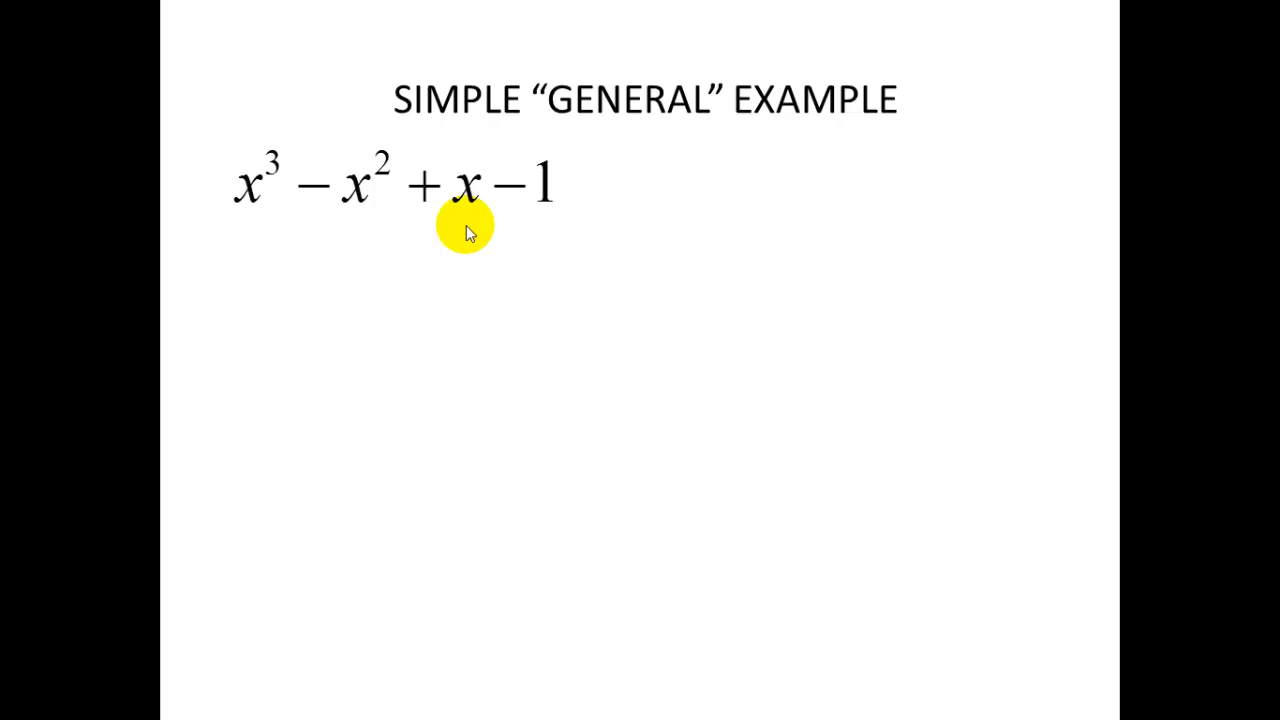 SIMPLE “GENERAL” EXAMPLE
x³ − x² + x − 1